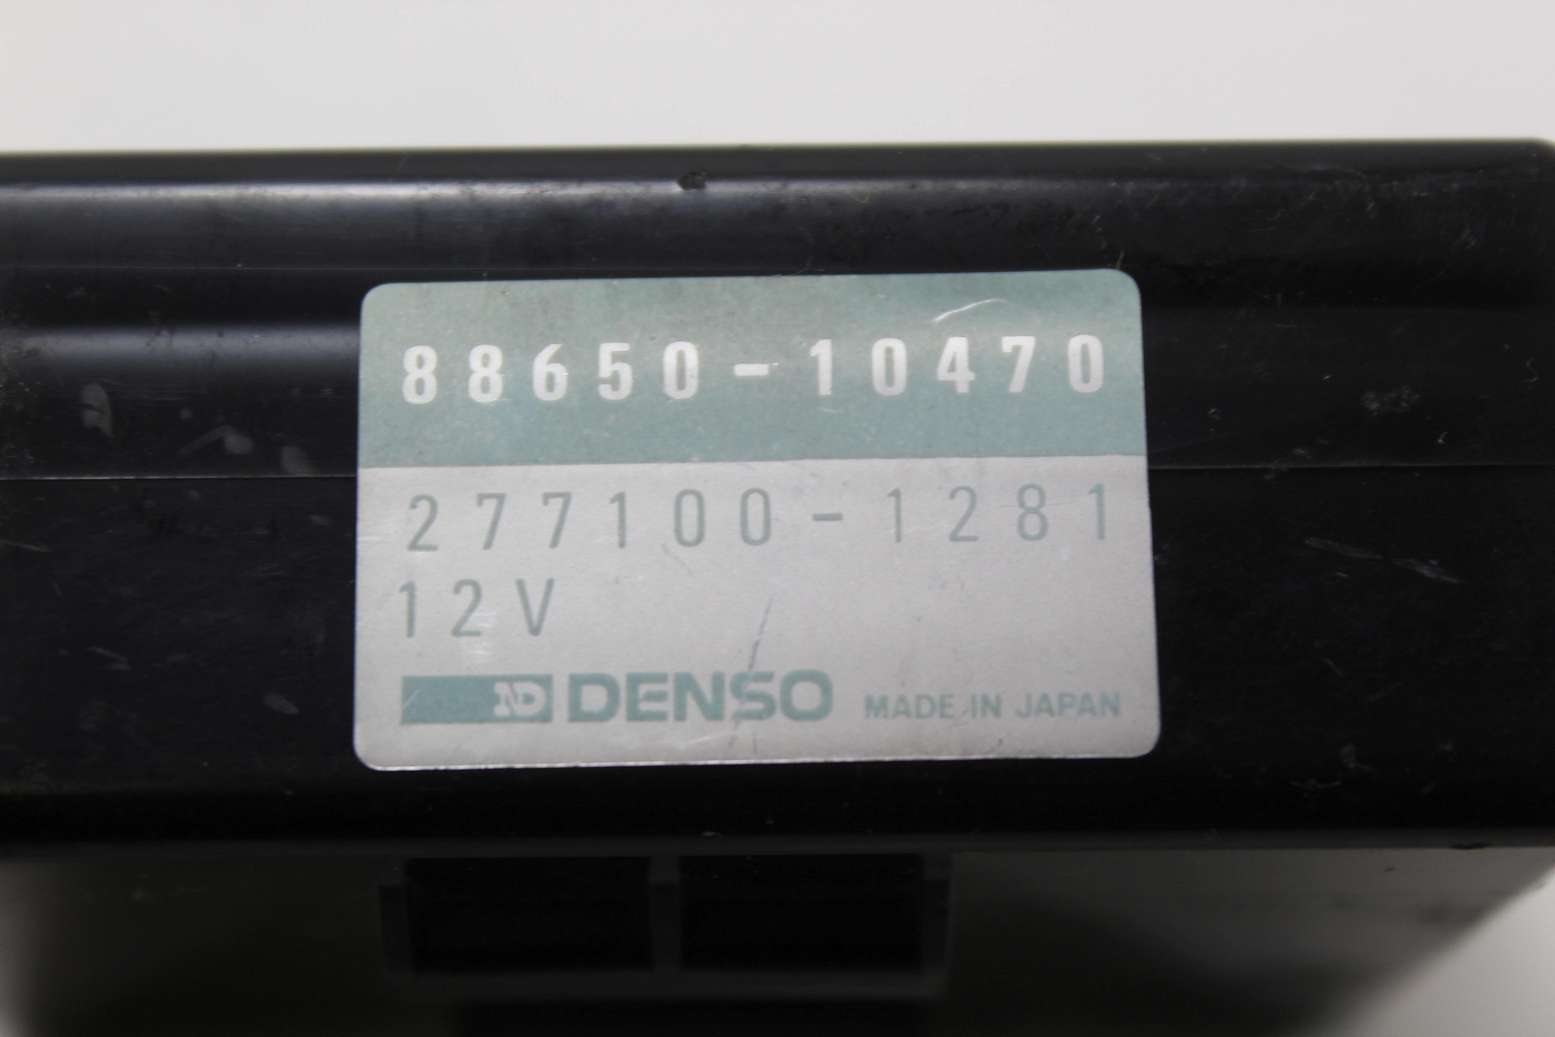 88650-10470
277100-1281
12V
ND DENSO MADE IN JAPAN